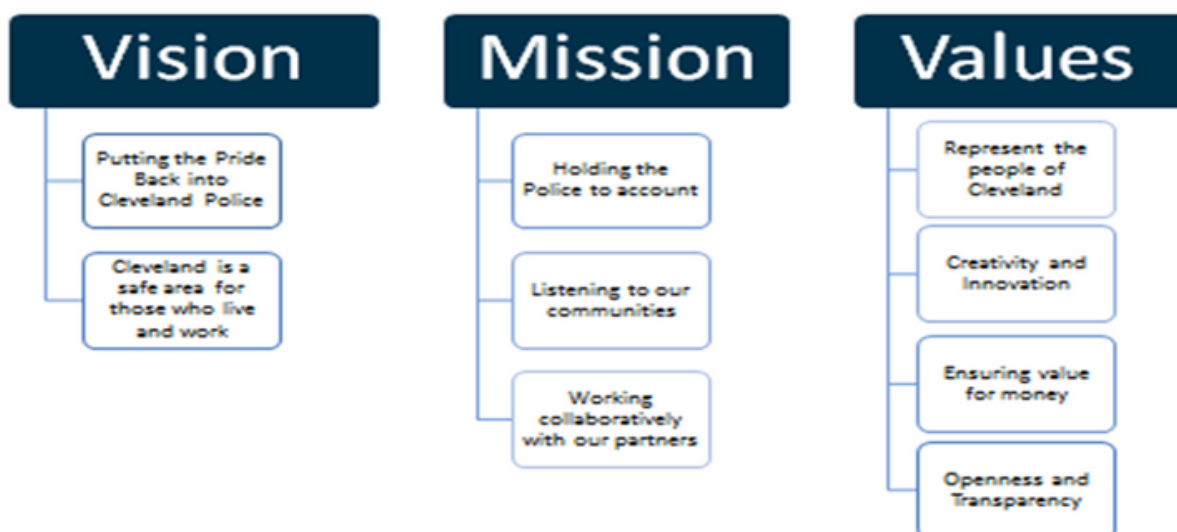 Vision
Putting the Pride
Back into
Cleveland Police
Cleveland is a
safe area for
those who live
and work
Mission
Holding the
Police to account
Listening to our
communities
Working
collaboratively
with our partners
Values
Represent the
people of
Cleveland
Creativity and
Innovation
Ensuring value
for money
Openness and
Transparency